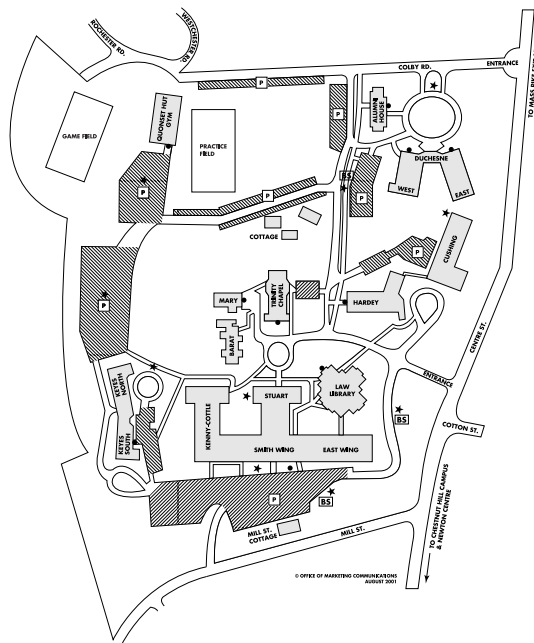 ROCHESTER RD.
WESTCHESTER RD.
COLBY RD.
ENTRANCE
TO MASS PIKE
P
P
ALUMNI
HOUSE
QUONSET HUT
GYM
GAME FIELD
PRACTICE
FIELD
DUCHESNE
WEST
EAST
BS
P
P
P
COTTAGE
CUSHING
P
TRINITY
CHAPEL
MARY
HARDEY
P
BARAT
CENTRE ST.
KEYES
NORTH
KEYES
SOUTH
STUART
LAW
LIBRARY
ENTRANCE
KENNY-COTTLE
BS
COTTON ST.
SMITH WING
EAST WING
P
BS
MILL ST.
COTTAGE
MILL ST.
TO CHESTNUT HILL CAMPUS
& NEWTON CENTRE
© OFFICE OF MARKETING COMMUNICATIONS
AUGUST 2001